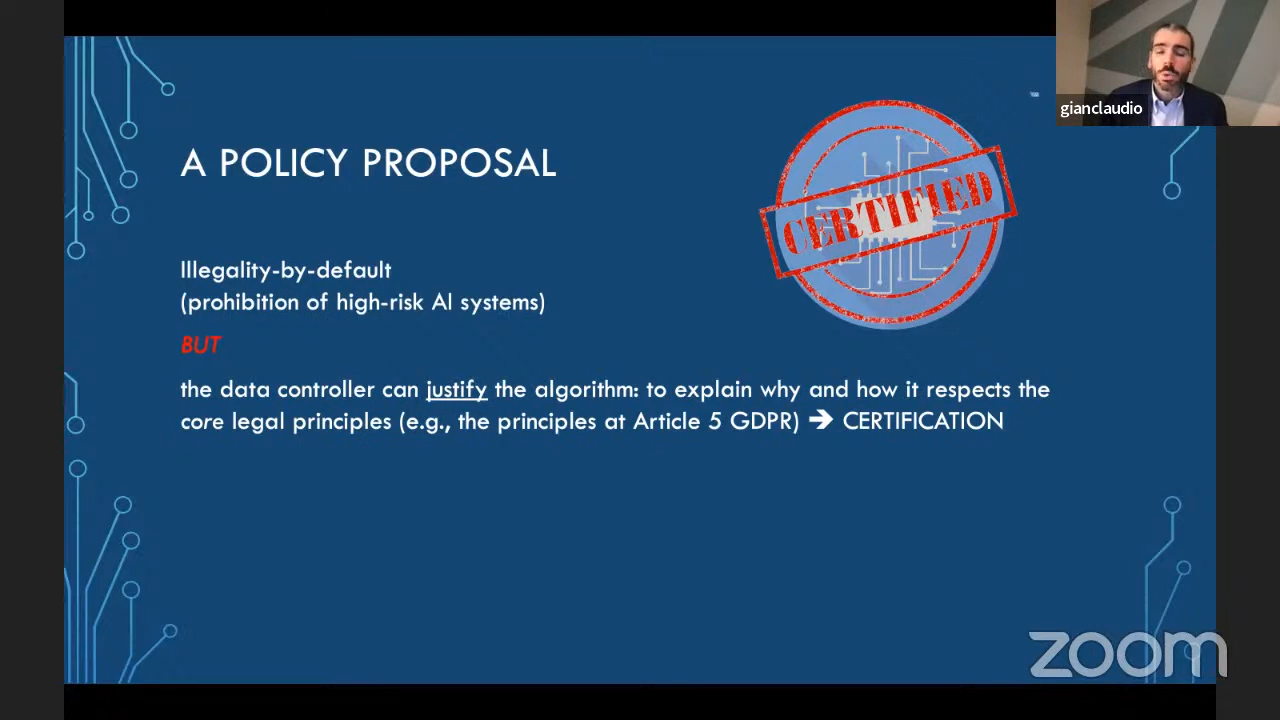 gianclaudio
A POLICY PROPOSAL
CERTIFIED
Illegality-by-default
(prohibition of high-risk AI systems)
BUT
the data controller can justify the algorithm: to explain why and how it respects the
core legal principles (e.g., the principles at Article 5 GDPR) ➔ CERTIFICATION
zoom